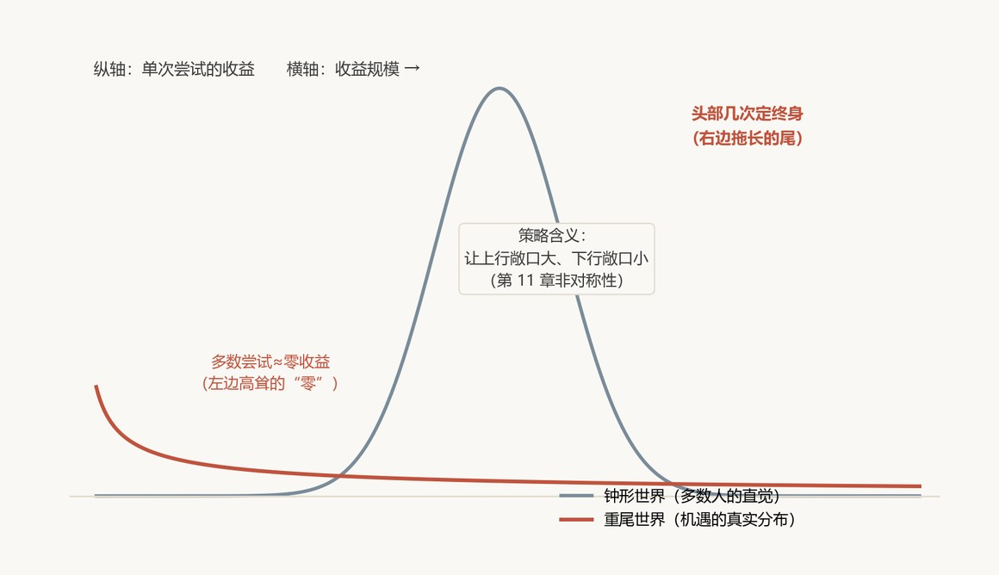 纵轴：单次尝试的收益  横轴：收益规模 →
头部几次定终身
（右边拖长的尾）
策略含义：
让上行敞口大、下行敞口小
（第 11 章非对称性）
多数尝试≈零收益
（左边高耸的“零”）
钟形世界（多数人的直觉）
重尾世界（机遇的真实分布）